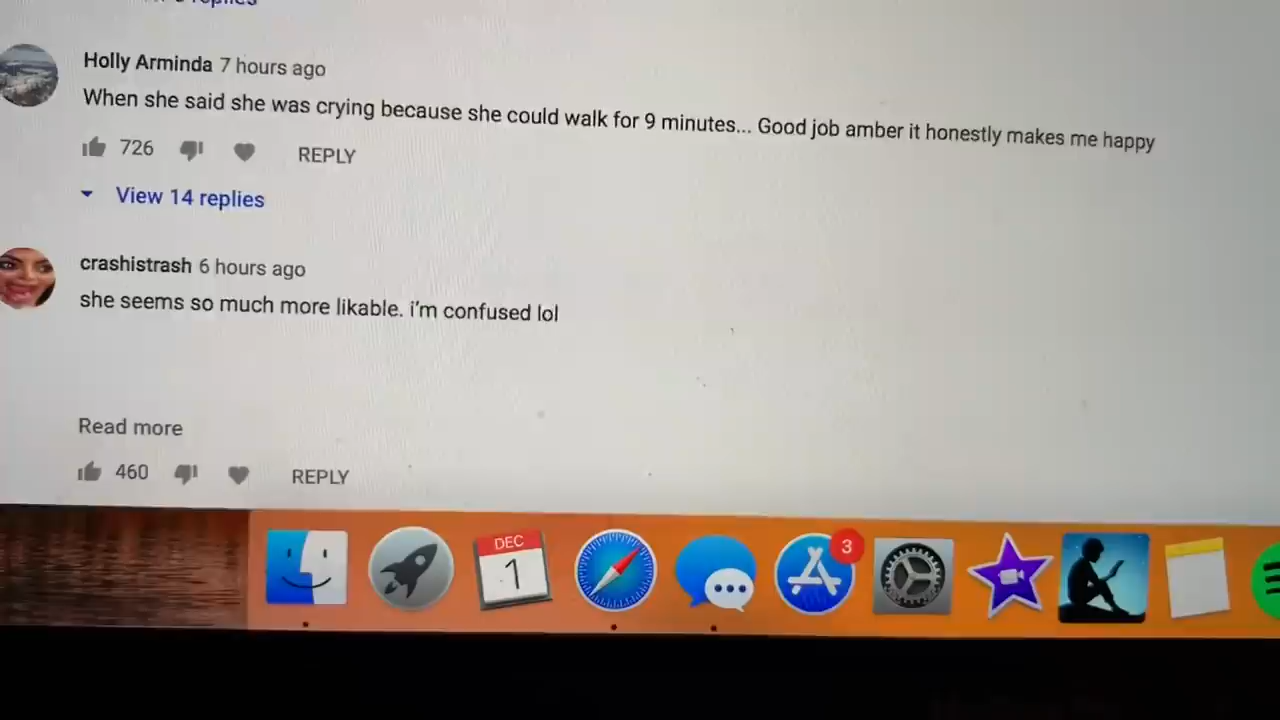 replies
Holly Arminda 7 hours ago
When she said she was crying because she could walk for 9 minutes... Good job amber it honestly makes me happy
726 REPLY
View 14 replies
crashistrash 6 hours ago
she seems so much more likable. i'm confused lol
Read more
460 REPLY
DEC
1
3